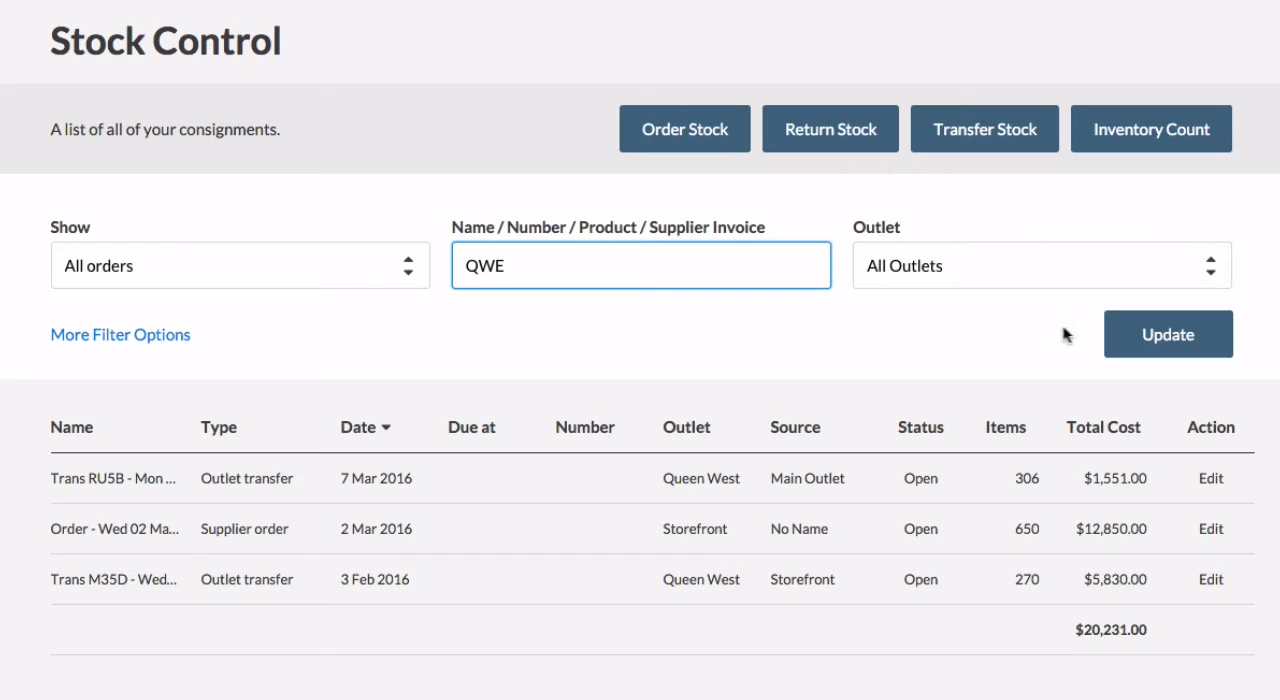 Stock Control
A list of all of your consignments.
Order Stock
Return Stock
Transfer Stock
Inventory Count
Show
Name / Number / Product / Supplier Invoice
Outlet
All orders
QWE
All Outlets
More Filter Options
Update
Name Type Date Due at Number Outlet Source Status Items Total Cost Action
Trans RU5B - Mon ... Outlet transfer 7 Mar 2016 Queen West Main Outlet Open 306 $1,551.00 Edit
Order - Wed 02 Ma... Supplier order 2 Mar 2016 Storefront No Name Open 650 $12,850.00 Edit
Trans M35D - Wed... Outlet transfer 3 Feb 2016 Queen West Storefront Open 270 $5,830.00 Edit
$20,231.00